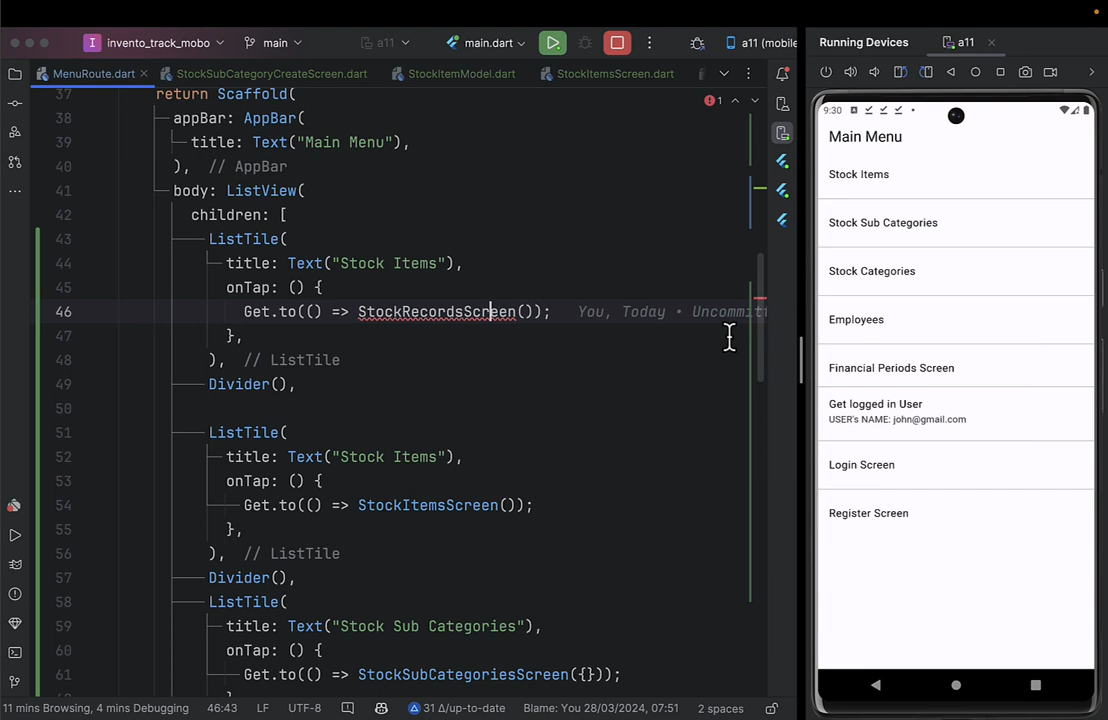 invento_track_mobo
main
a11
main.dart
a11 (mobile
Running Devices
a11
MenuRoute.dart
StockSubCategoryCreateScreen.dart
StockItemModel.dart
StockItemsScreen.dart
37 return Scaffold(
1
38 appBar: AppBar(
39 title: Text("Main Menu"),
40 ), // AppBar
41 body: ListView(
42 children: [
43 ListTile(
44 title: Text("Stock Items"),
45 onTap: () {
46 Get.to(() => StockRecordsScreen()); You, Today • Uncommitt
47 },
48 ), // ListTile
49 Divider(),
50
51 ListTile(
52 title: Text("Stock Items"),
53 onTap: () {
54 Get.to(() => StockItemsScreen());
55 },
56 ), // ListTile
57 Divider(),
58 ListTile(
59 title: Text("Stock Sub Categories"),
60 onTap: () {
61 Get.to(() => StockSubCategoriesScreen({}));
9:30
Main Menu
Stock Items
Stock Sub Categories
Stock Categories
Employees
Financial Periods Screen
Get logged in User
USER's NAME: john@gmail.com
Login Screen
Register Screen
11 mins Browsing, 4 mins Debugging
46:43
LF
UTF-8
31 Δ/up-to-date
Blame: You 28/03/2024, 07:51
2 spaces